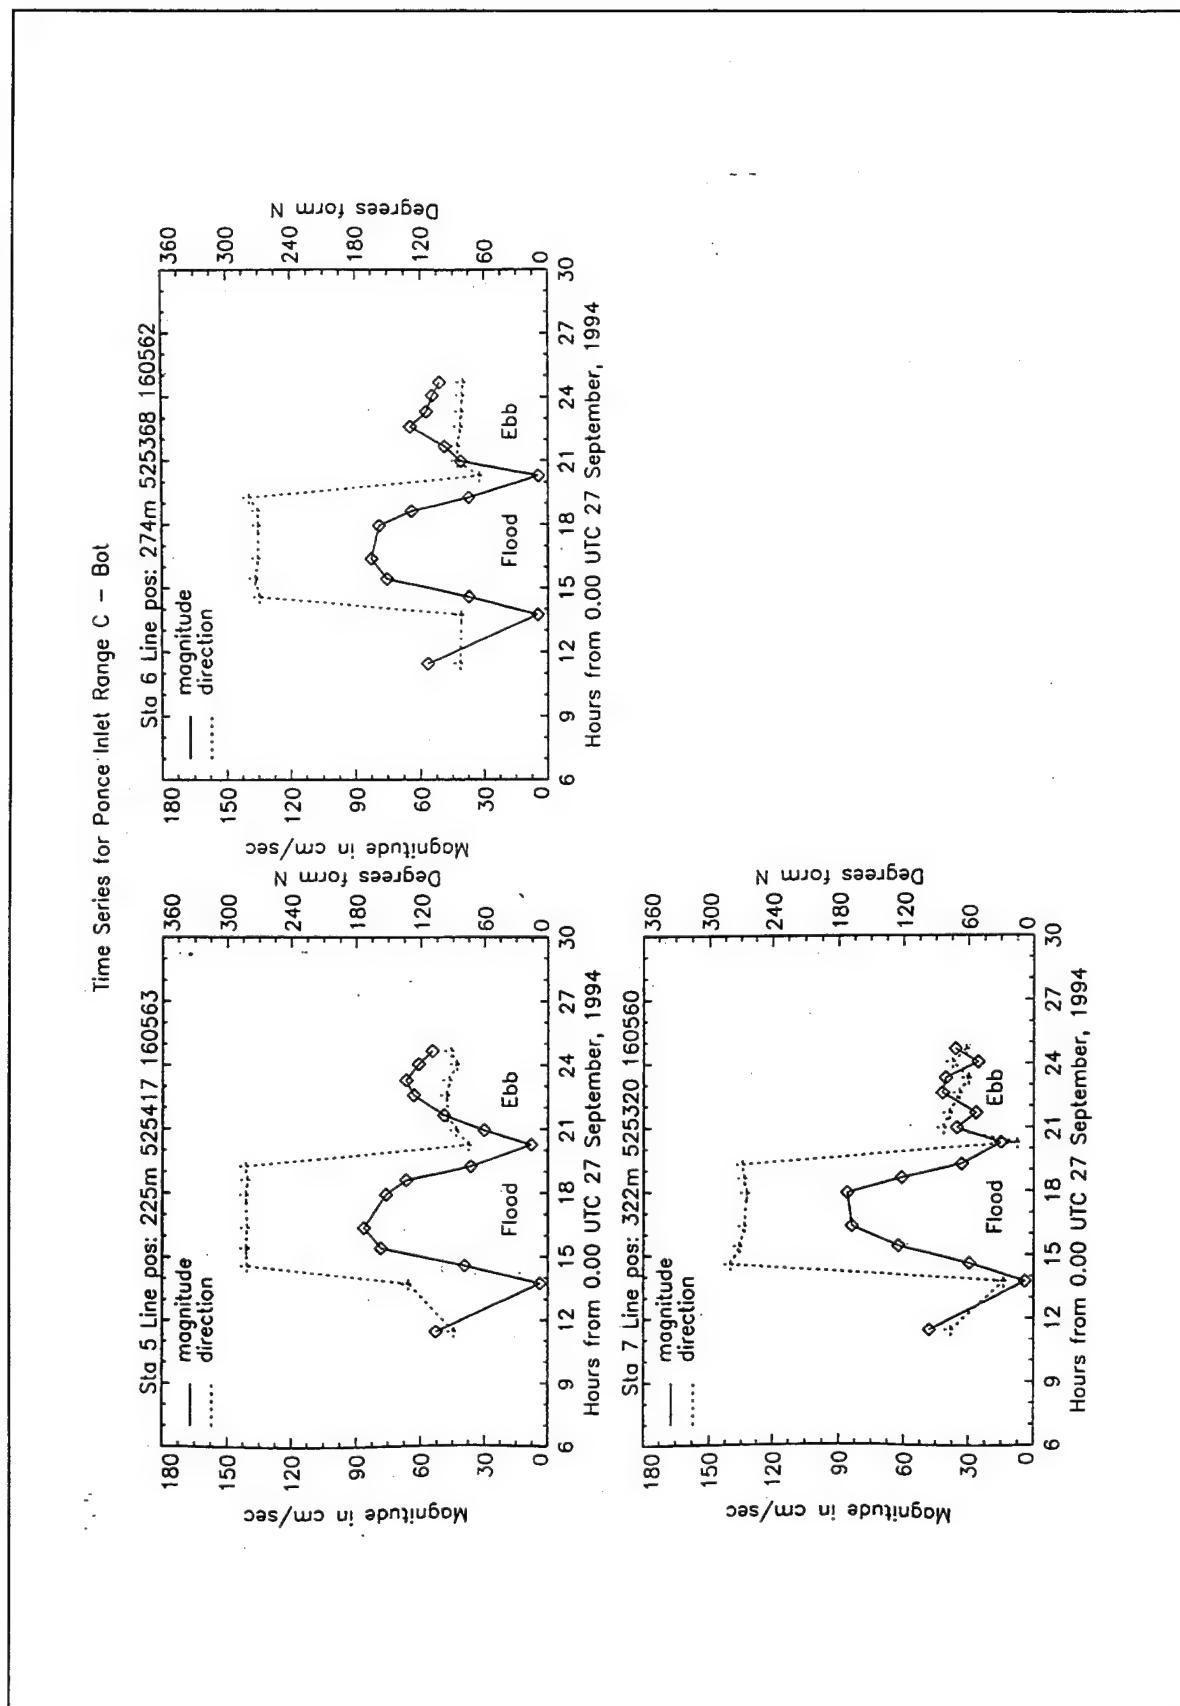 Time Series for Ponce Inlet Range C – Bot
Sta 5 Line pos: 225m 525417 160563
magnitude
direction
Flood
Ebb
180
150
120
90
60
30
0
Magnitude in cm/sec
360
300
240
180
120
60
0
Degrees form N
6 9 12 15 18 21 24 27 30
Hours from 0.00 UTC 27 September, 1994
Sta 6 Line pos: 274m 525368 160562
magnitude
direction
Flood
Ebb
180
150
120
90
60
30
0
Magnitude in cm/sec
360
300
240
180
120
60
0
Degrees form N
6 9 12 15 18 21 24 27 30
Hours from 0.00 UTC 27 September, 1994
Sta 7 Line pos: 322m 525320 160560
magnitude
direction
Flood
Ebb
180
150
120
90
60
30
0
Magnitude in cm/sec
360
300
240
180
120
60
0
Degrees form N
6 9 12 15 18 21 24 27 30
Hours from 0.00 UTC 27 September, 1994